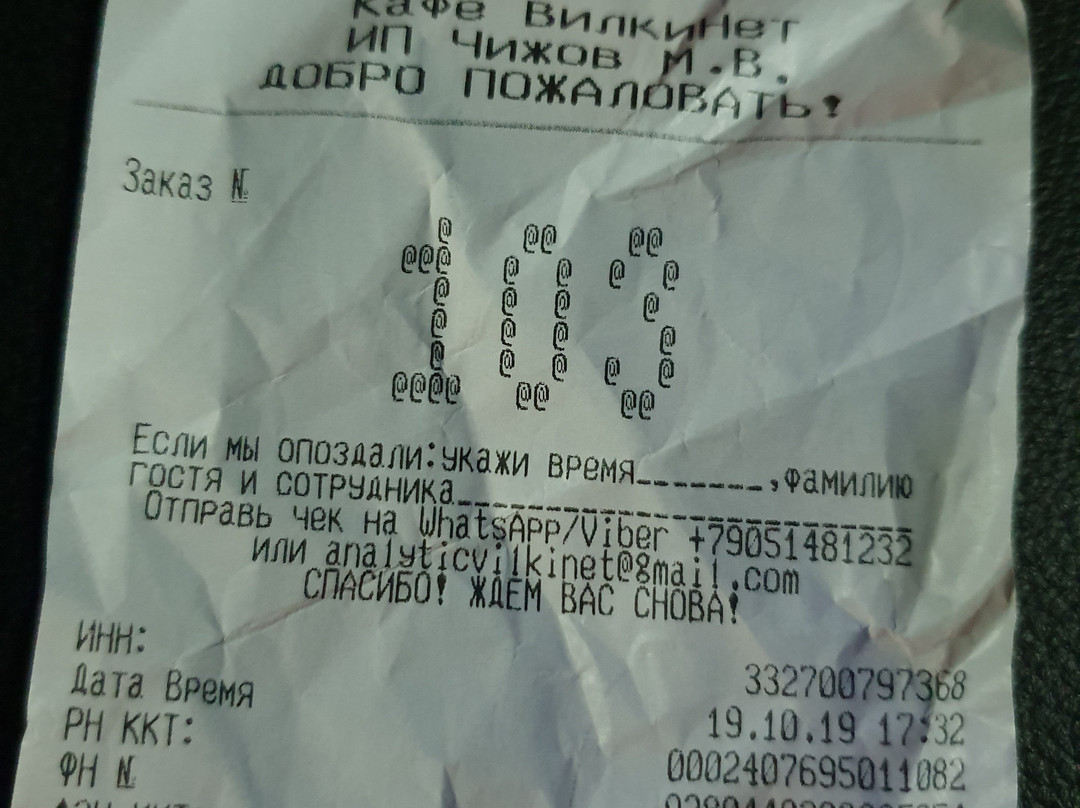 Кафе ВилкиНет
ИП Чижов М.В.
ДОБРО ПОЖАЛОВАТЬ!
Заказ №
103
Если мы опоздали:укажи время_______,фамилию
гостя и сотрудника
Отправь чек на WhatsApp/Viber +79051481232
или analyticvilkinet@gmail.com
СПАСИБО! ЖДЕМ ВАС СНОВА!
ИНН: 332700797368
Дата Время 19.10.19 17:32
РН ККТ: 0002407695011082
ФН №